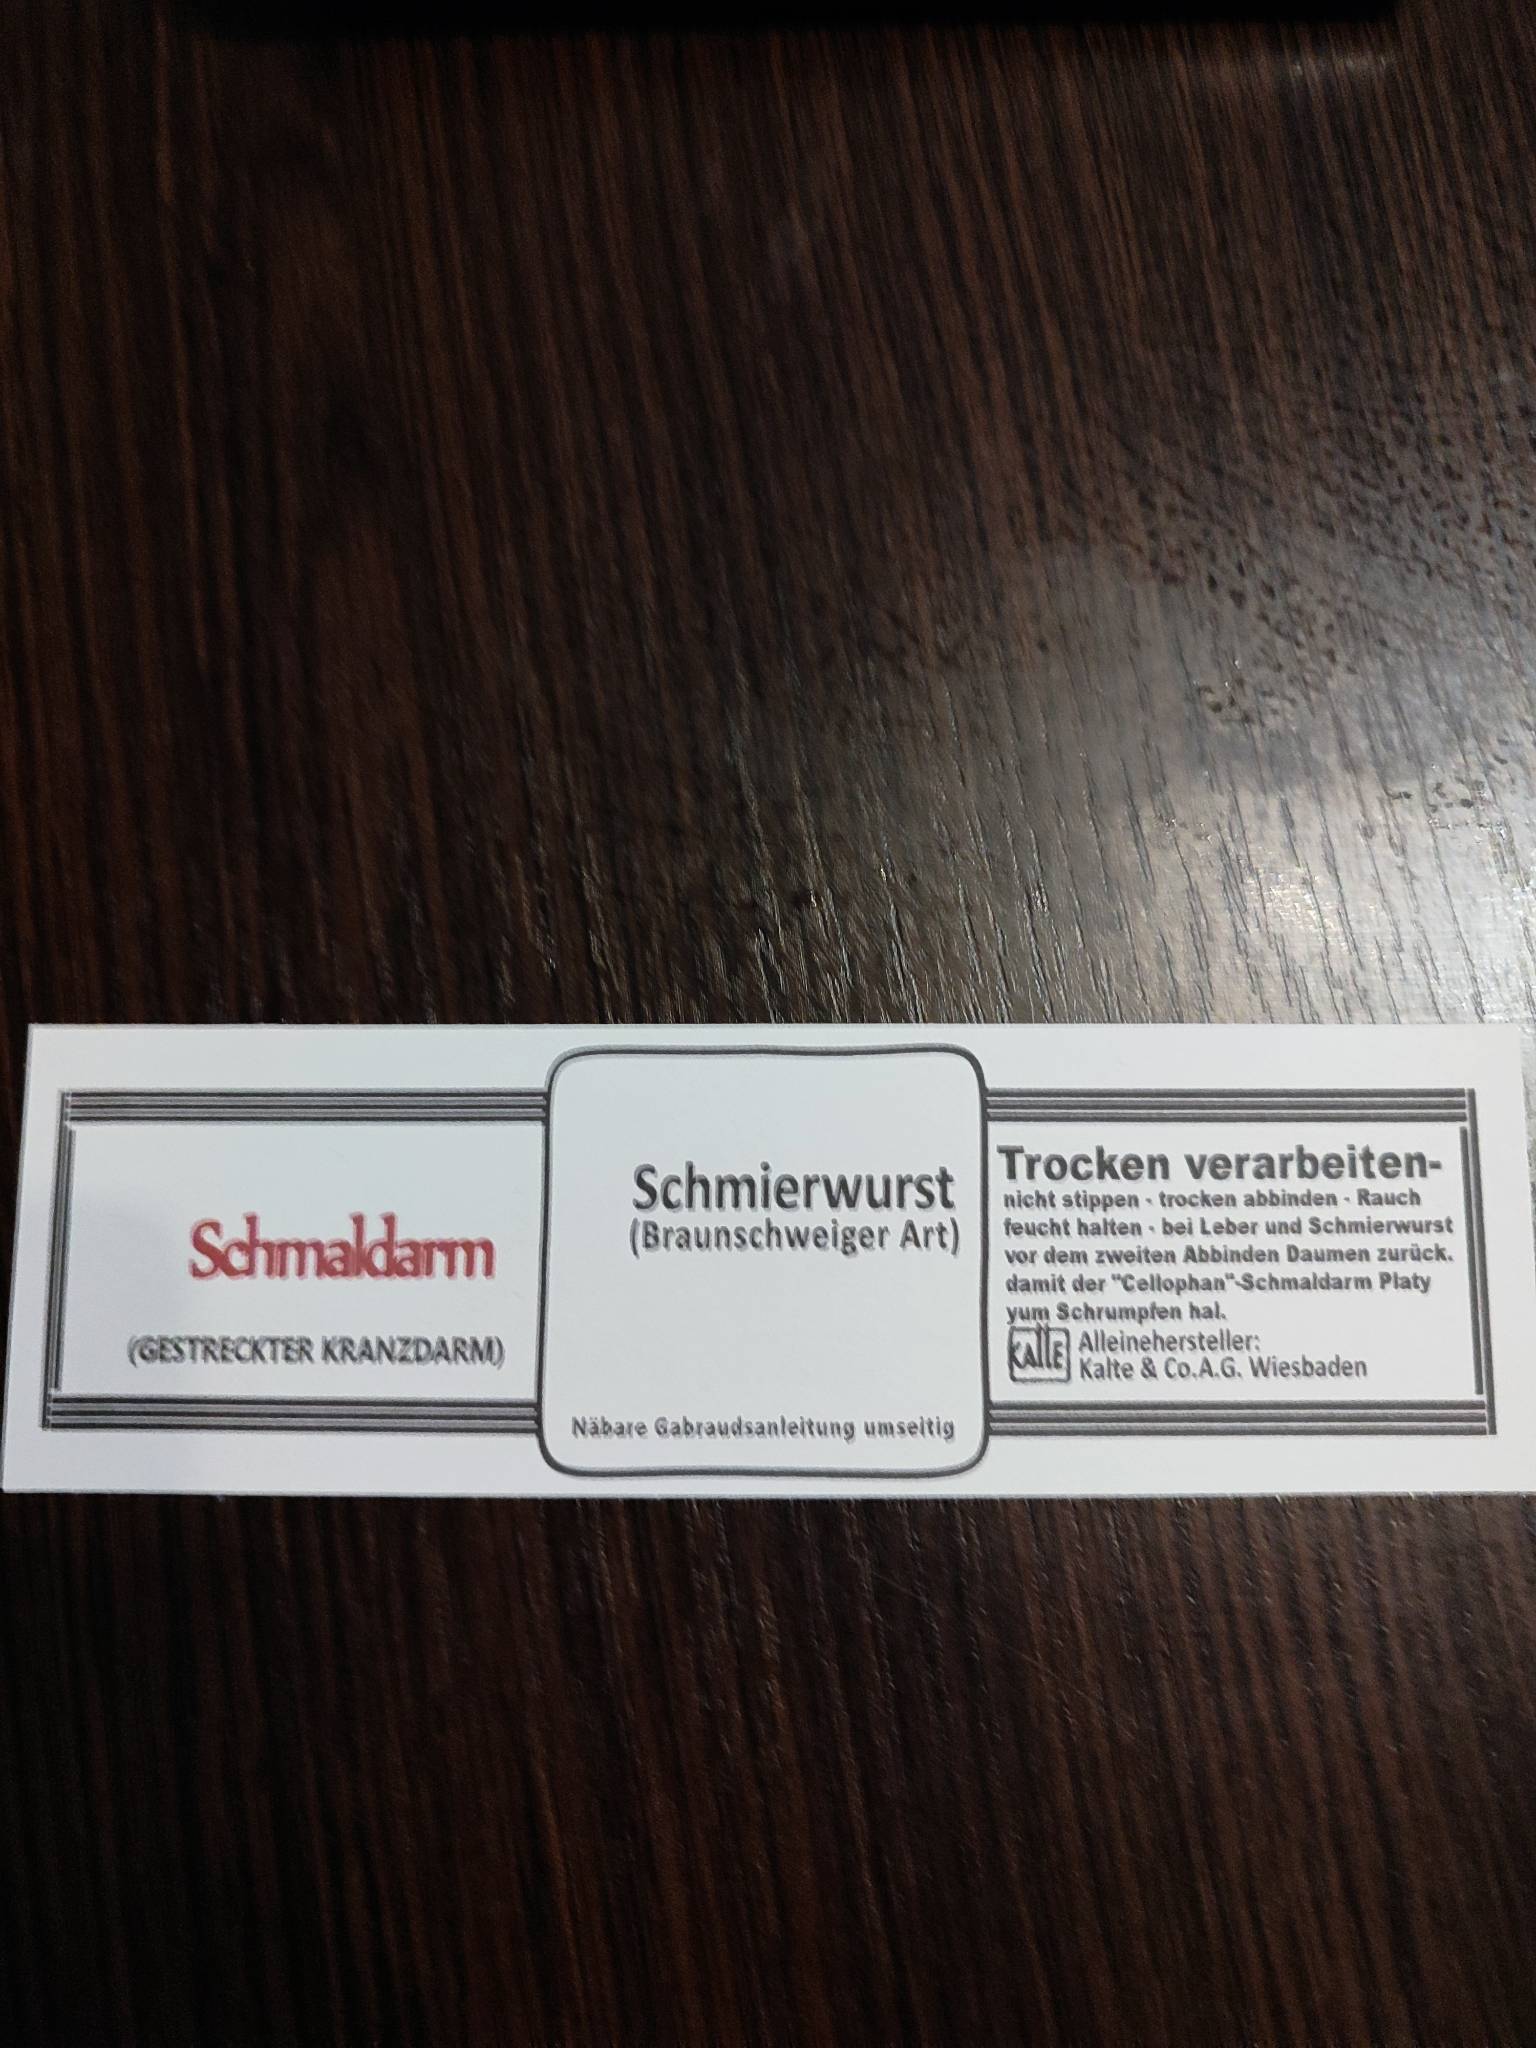 Schmaldarm
(GESTRECKTER KRANZDARM)
Schmierwurst
(Braunschweiger Art)
Näbare Gabraudsanleitung umseitig
Trocken verarbeiten-
nicht stippen - trocken abbinden - Rauch
feucht halten - bei Leber und Schmierwurst
vor dem zweiten Abbinden Daumen zurück.
damit der "Cellophan"-Schmaldarm Platy
yum Schrumpfen hal.
KALLE
Alleinehersteller:
Kalte & Co.A.G. Wiesbaden